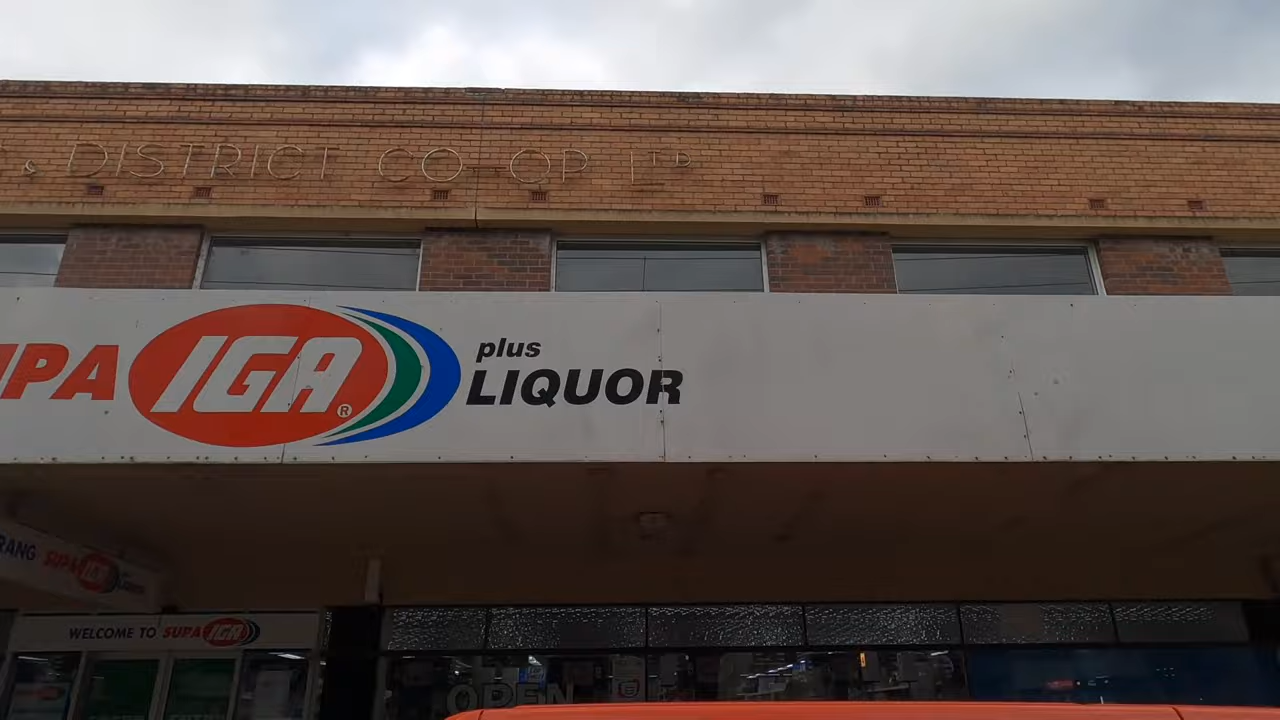 & DISTRICT CO-OP LTD
SUPA IGA ®
plus
LIQUOR
RANG SUPA IGA
WELCOME TO SUPA IGA
OPEN